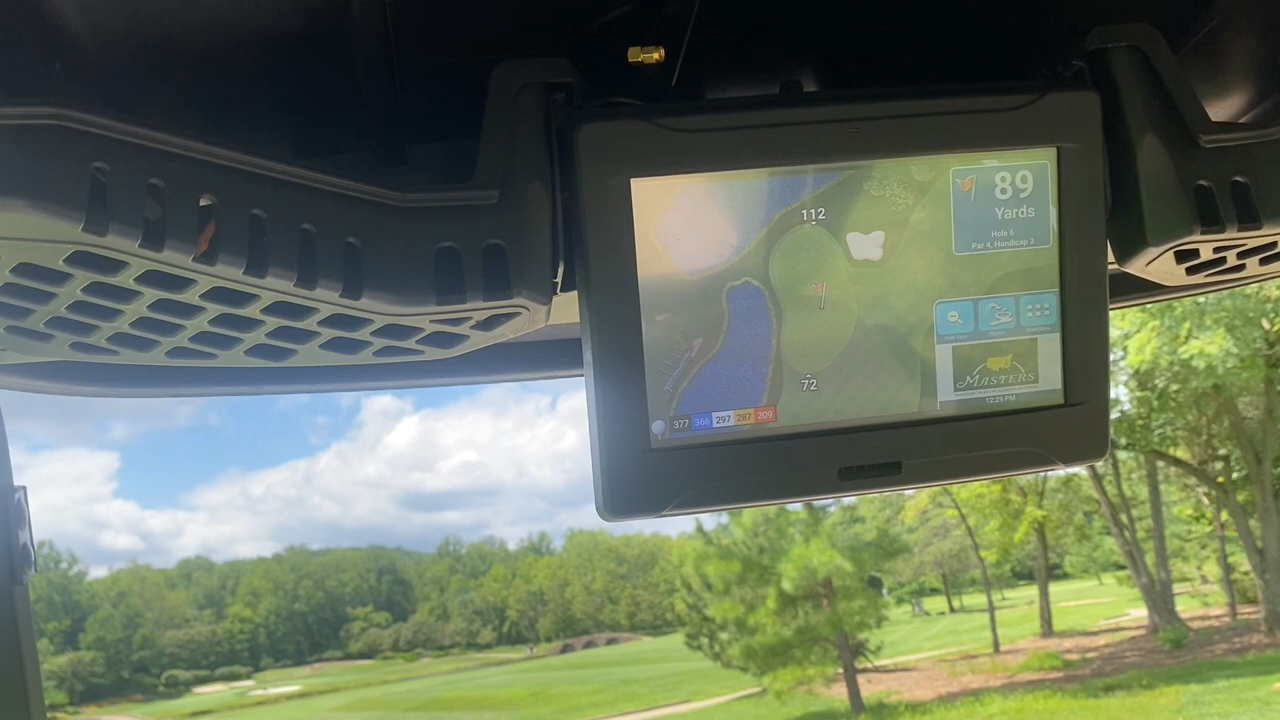 112
89
Yards
Hole 6
Par 4, Handicap 3
72
MASTERS
12:29 PM
377 366 297 287 209